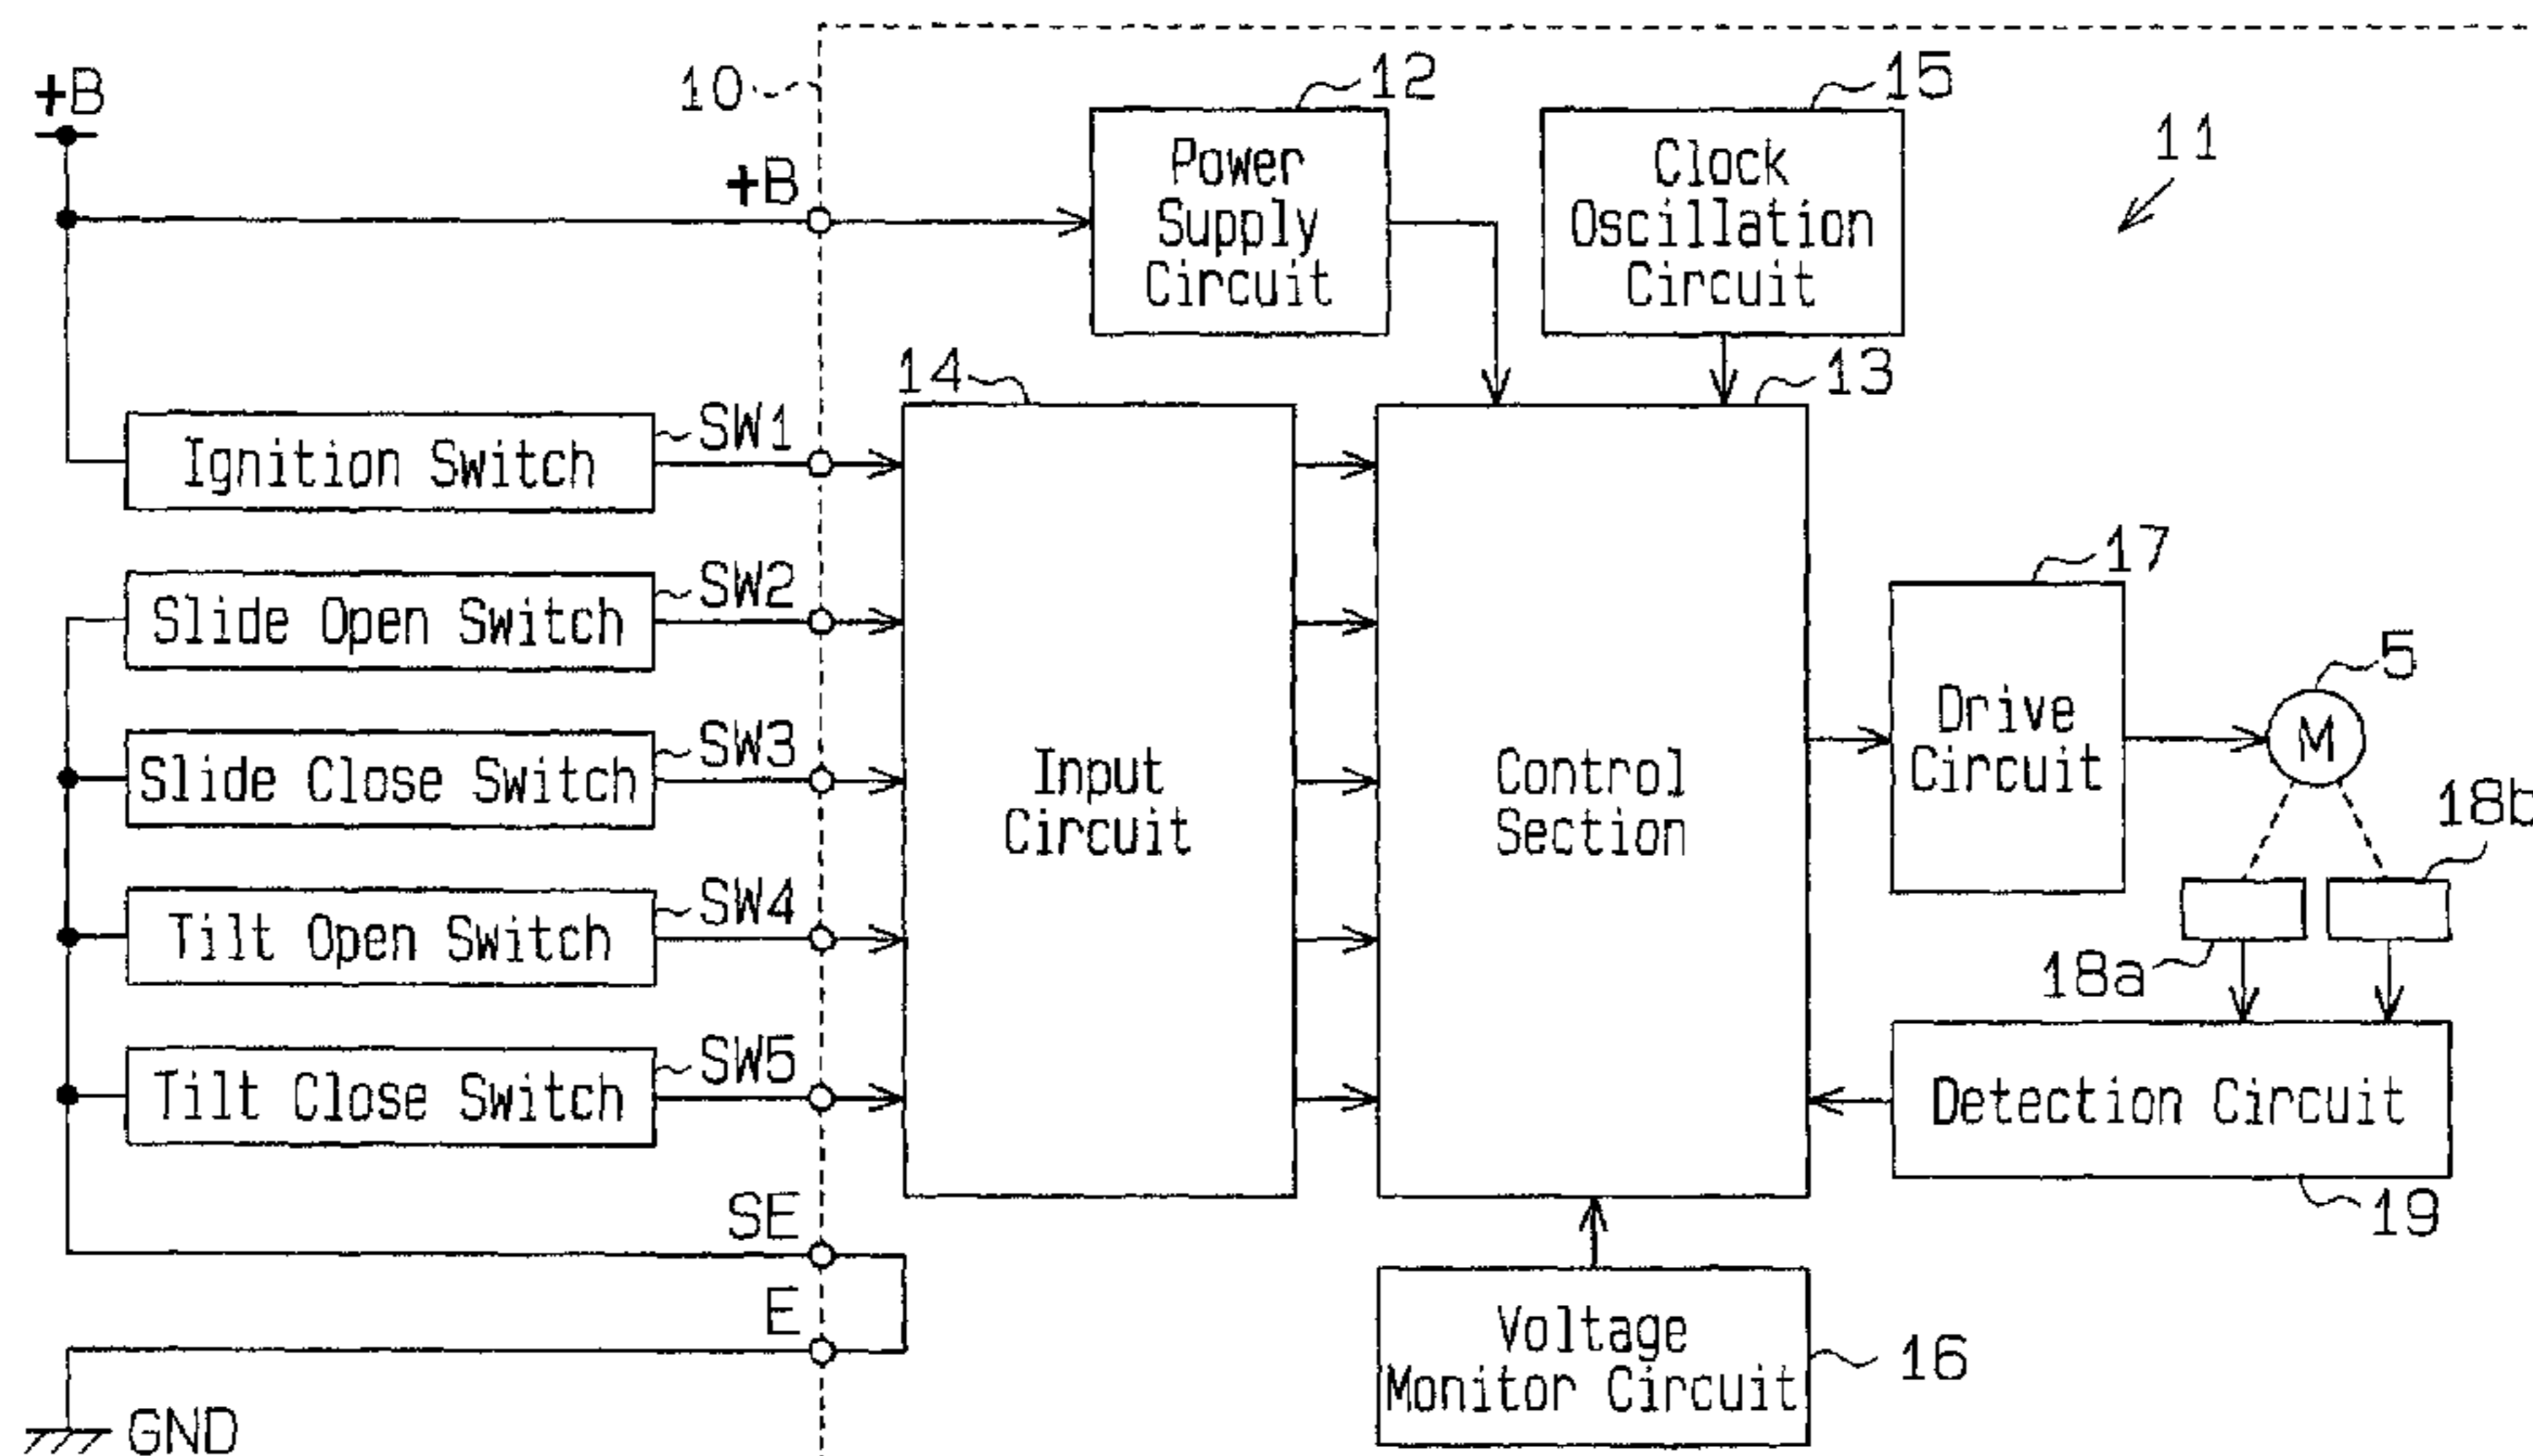 +B
10
12
15
+B
Power
Supply
Circuit
Clock
Oscillation
Circuit
11
14
13
Ignition Switch
SW1
Slide Open Switch
SW2
17
Slide Close Switch
SW3
Input
Circuit
Control
Section
Drive
Circuit
5
M
18b
Tilt Open Switch
SW4
18a
Tilt Close Switch
SW5
Detection Circuit
19
SE
E
Voltage
Monitor Circuit
16
GND